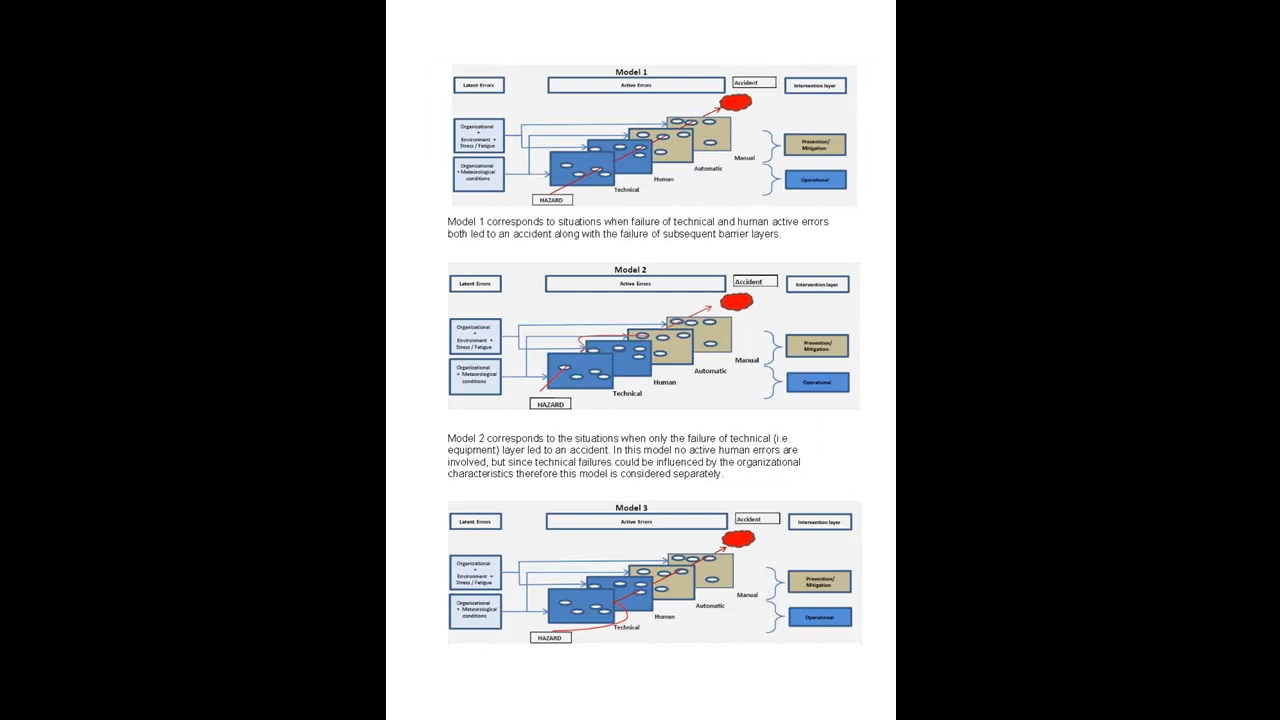 Model 1
Latent Errors
Active Errors
Accident
Intervention layer
Organizational
+
Environment +
Stress / Fatigue
Organizational
+ Meteorological
conditions
Prevention/
Mitigation
Operational
Manual
Automatic
Human
Technical
HAZARD
Model 1 corresponds to situations when failure of technical and human active errors
both led to an accident along with the failure of subsequent barrier layers.
Model 2
Latent Errors
Active Errors
Accident
Intervention layer
Organizational
+
Environment +
Stress / Fatigue
Organizational
+ Meteorological
conditions
Prevention/
Mitigation
Operational
Manual
Automatic
Human
Technical
HAZARD
Model 2 corresponds to the situations when only the failure of technical (i.e.
equipment) layer led to an accident. In this model no active human errors are
involved, but since technical failures could be influenced by the organizational
characteristics therefore this model is considered separately.
Model 3
Latent Errors
Active Errors
Accident
Intervention layer
Organizational
+
Environment +
Stress / Fatigue
Organizational
+ Meteorological
conditions
Prevention/
Mitigation
Operational
Manual
Automatic
Human
Technical
HAZARD